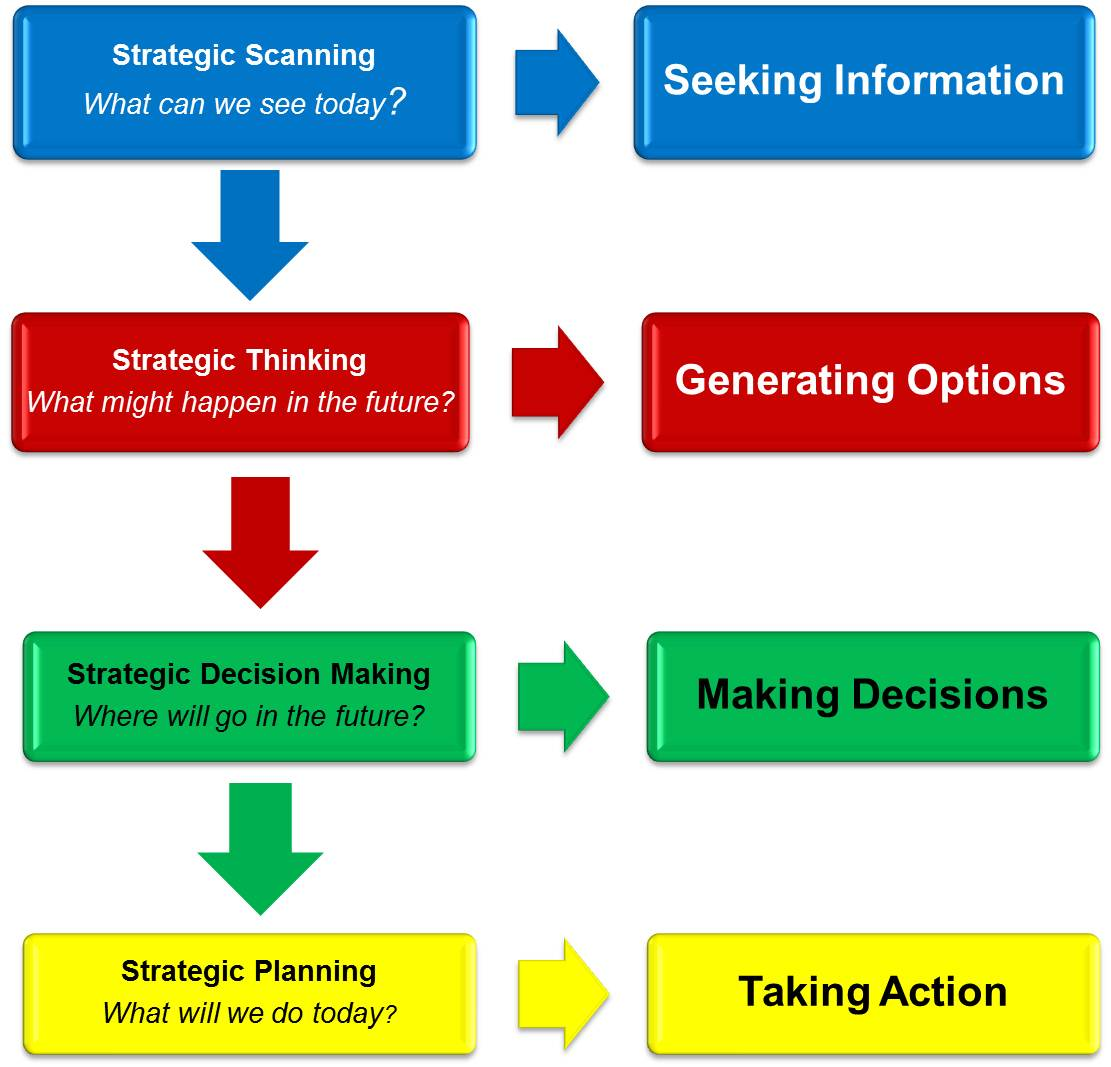 Strategic Scanning
What can we see today?
Seeking Information
Strategic Thinking
What might happen in the future?
Generating Options
Strategic Decision Making
Where will go in the future?
Making Decisions
Strategic Planning
What will we do today?
Taking Action